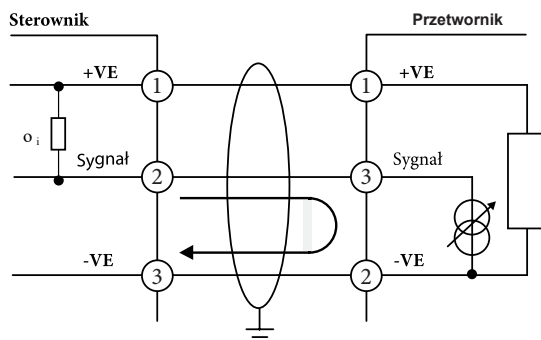 Sterownik
Przetwornik
+VE
1
1
+VE
o i
Sygnał
2
3
Sygnał
-VE
3
2
-VE